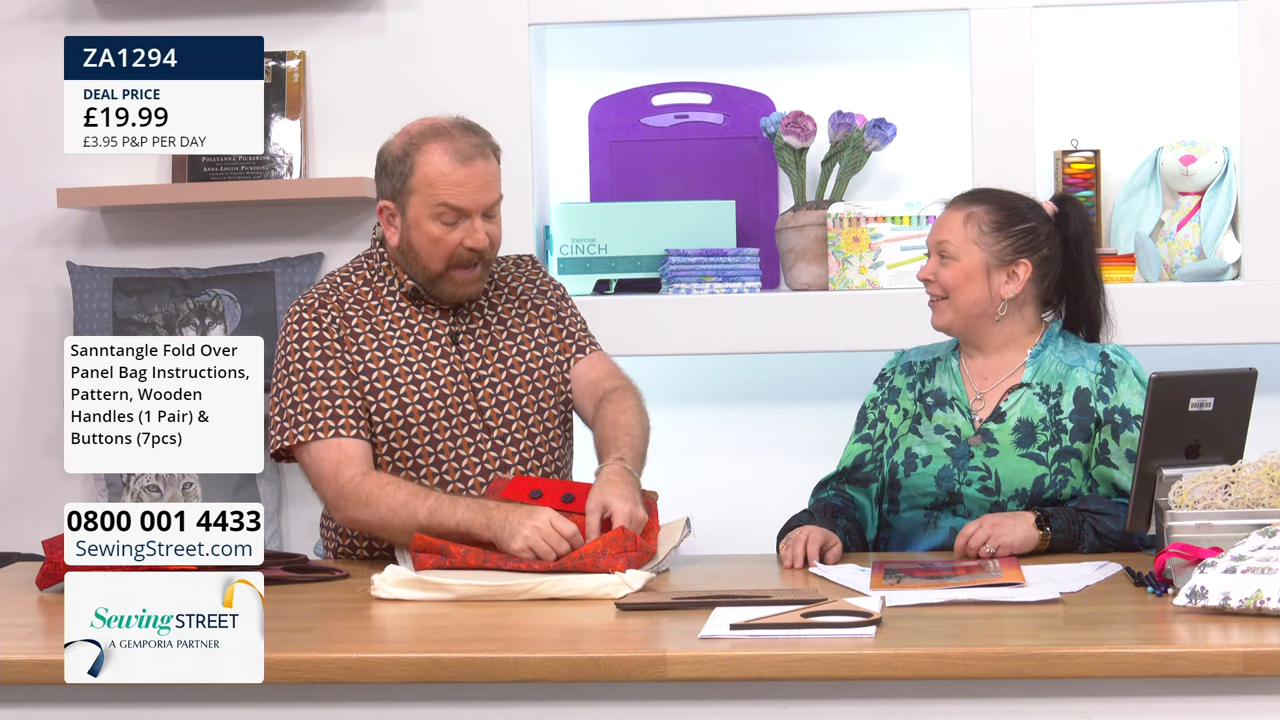 ZA1294
DEAL PRICE
£19.99
£3.95 P&P PER DAY
POLLYANNA PICKERING
ANNA-LOUISE PICKERING
thermal
CINCH
Sanntangle Fold Over
Panel Bag Instructions,
Pattern, Wooden
Handles (1 Pair) &
Buttons (7pcs)
0800 001 4433
SewingStreet.com
Sewing STREET
A GEMPORIA PARTNER